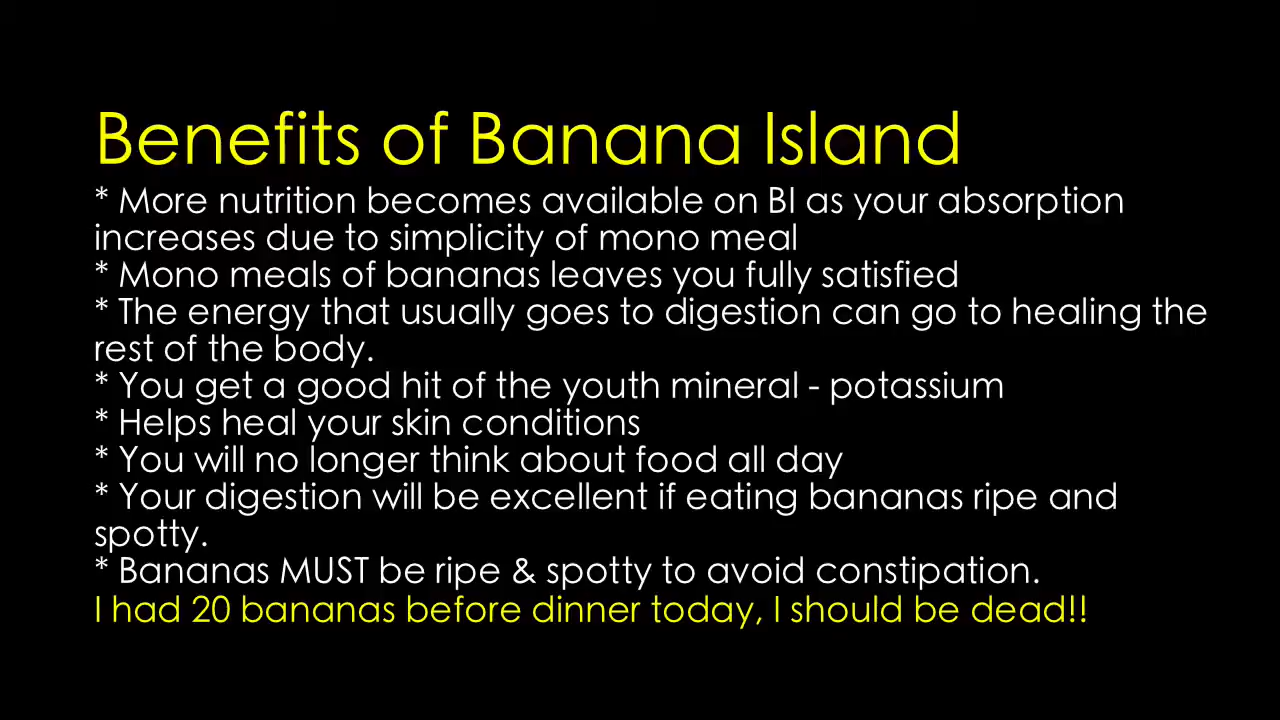 Benefits of Banana Island
* More nutrition becomes available on BI as your absorption
increases due to simplicity of mono meal
* Mono meals of bananas leaves you fully satisfied
* The energy that usually goes to digestion can go to healing the
rest of the body.
* You get a good hit of the youth mineral - potassium
* Helps heal your skin conditions
* You will no longer think about food all day
* Your digestion will be excellent if eating bananas ripe and
spotty.
* Bananas MUST be ripe & spotty to avoid constipation.
I had 20 bananas before dinner today, I should be dead!!